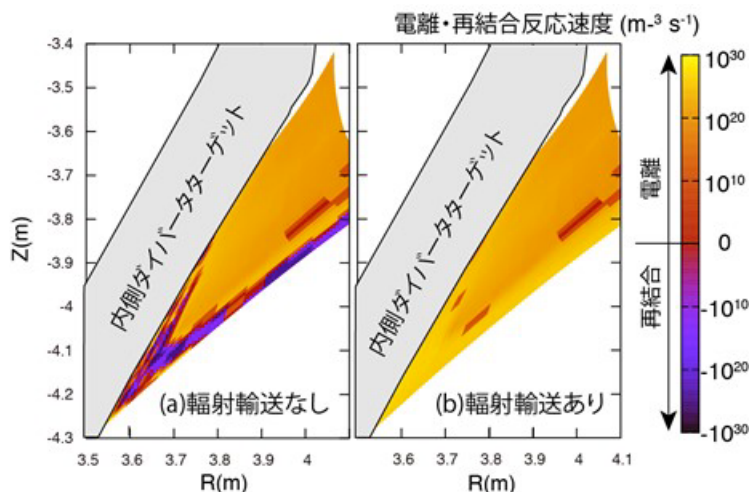 電離・再結合反応速度 (m-3 s-1)
-3.4
-3.5
-3.6
-3.7
-3.8
-3.9
-4
-4.1
-4.2
-4.3
Z(m)
内側ダイバータターゲット
(a)輻射輸送なし
3.5
3.6
3.7
3.8
3.9
4
R(m)
内側ダイバータターゲット
(b)輻射輸送あり
3.6
3.7
3.8
3.9
4
4.1
R(m)
1030
1020
1010
0
-1010
-1020
-1030
電離
再結合